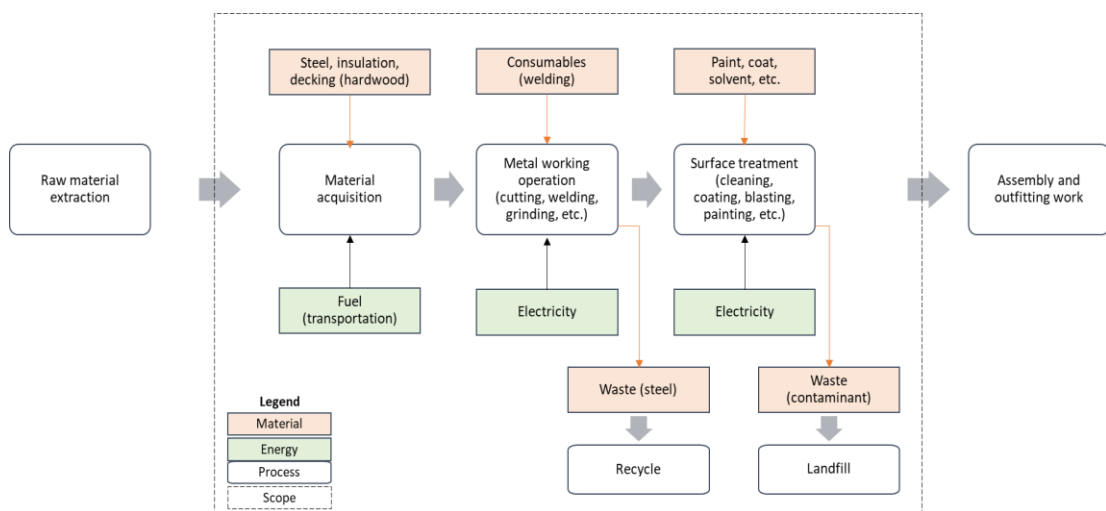 Steel, insulation,
decking (hardwood)
Consumables
(welding)
Paint, coat,
solvent, etc.
Raw material
extraction
Material
acquisition
Metal working
operation
(cutting, welding,
grinding, etc.)
Surface treatment
(cleaning,
coating, blasting,
painting, etc.)
Assembly and
outfitting work
Fuel
(transportation)
Electricity
Electricity
Waste (steel)
Waste
(contaminant)
Recycle
Landfill
Legend
Material
Energy
Process
Scope